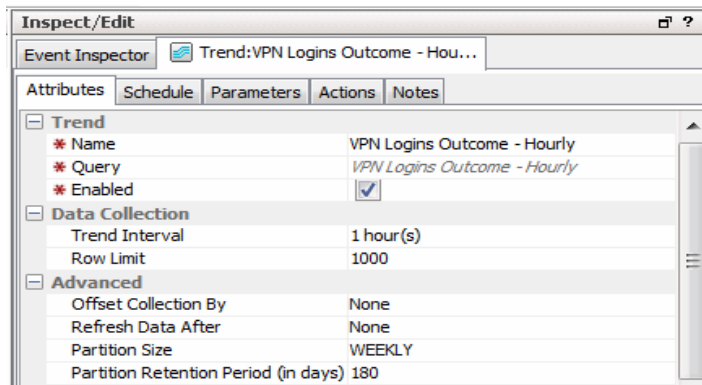 Inspect/Edit ?
Event Inspector Trend:VPN Logins Outcome - Hou...
Attributes Schedule Parameters Actions Notes
Trend
* Name VPN Logins Outcome - Hourly
* Query VPN Logins Outcome - Hourly
* Enabled
Data Collection
Trend Interval 1 hour(s)
Row Limit 1000
Advanced
Offset Collection By None
Refresh Data After None
Partition Size WEEKLY
Partition Retention Period (in days) 180